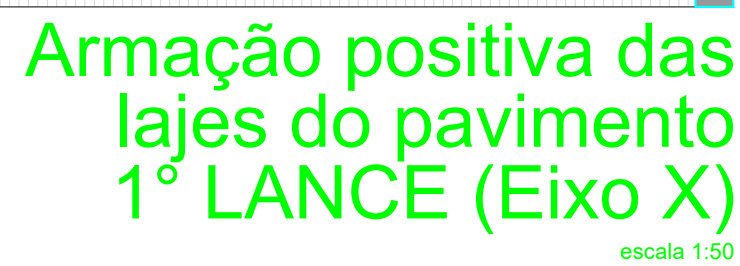 Armação positiva das
lajes do pavimento
1° LANCE (Eixo X)
escala 1:50